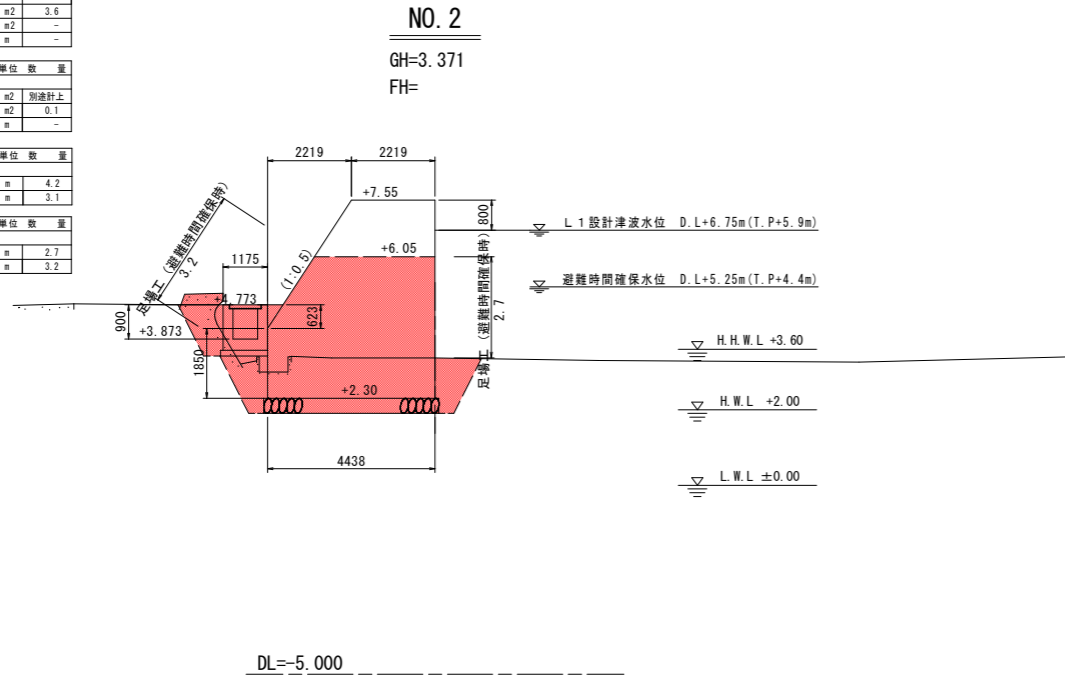 m2 3.6
m2 -
m -
単位 数 量
m2 別途計上
m2 0.1
m -
単位 数 量
m 4.2
m 3.1
単位 数 量
m 2.7
m 3.2
NO. 2
GH=3.371
FH=
2219 2219
+7.55
800
L1設計津波水位 D.L+6.75m(T.P+5.9m)
+6.05
避難時間確保水位 D.L+5.25m(T.P+4.4m)
足場工(避難時間確保時)
3.2
(1:0.5)
1175
+4.773
623
900
+3.873
1850
足場工(避難時間確保時)
2.7
H.H.W.L +3.60
+2.30
H.W.L +2.00
4438
L.W.L ±0.00
DL=-5.000